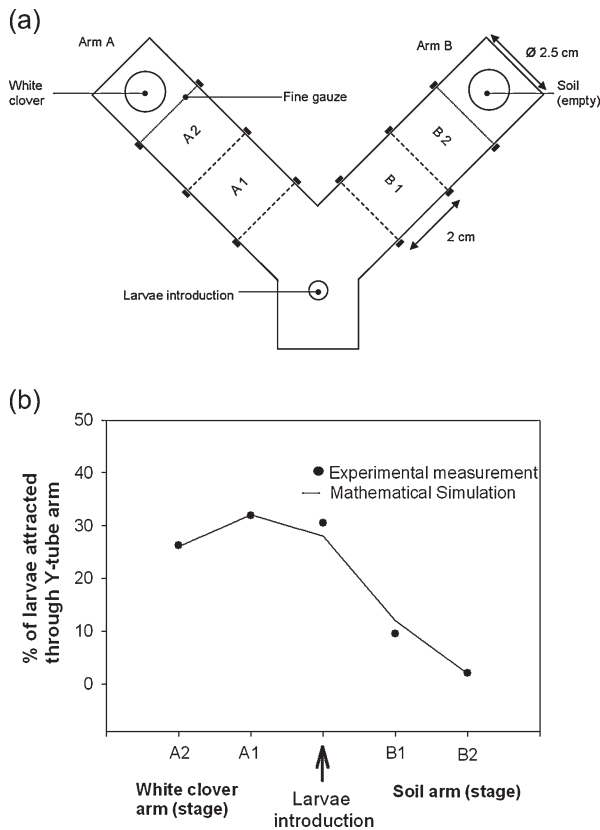 (a)
Arm A
Arm B
Ø 2.5 cm
White
clover
Fine gauze
Soil
(empty)
A2
B2
A1
B1
2 cm
Larvae introduction
(b)
50
40
30
20
10
0
% of larvae attracted
through Y-tube arm
Experimental measurement
Mathematical Simulation
A2
A1
B1
B2
White clover
arm (stage)
Larvae
introduction
Soil arm (stage)